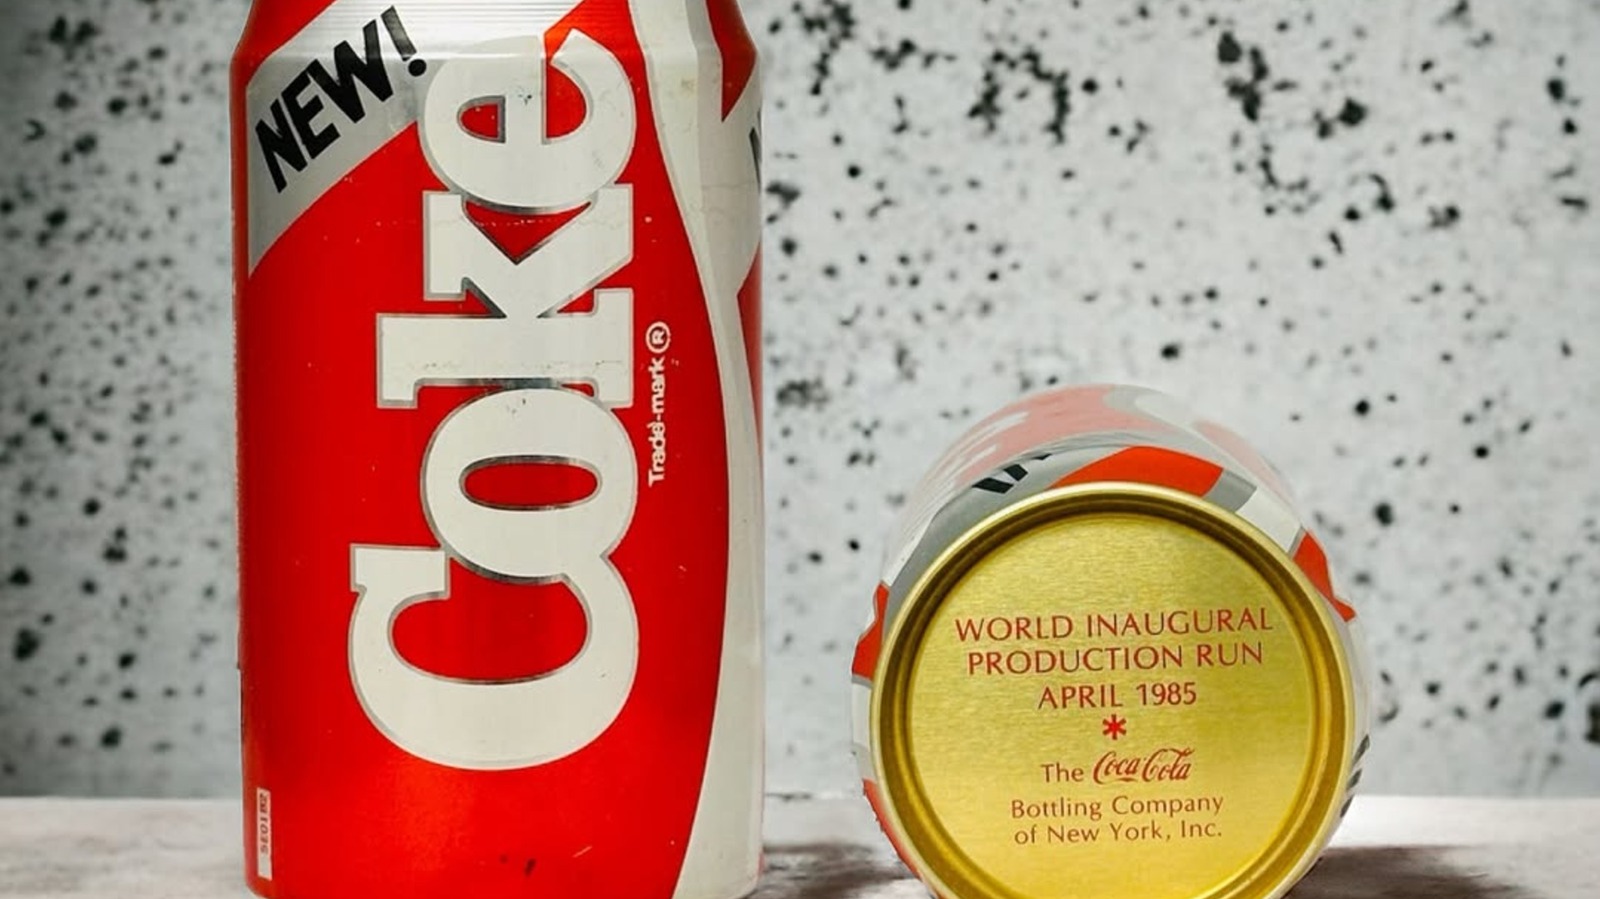 NEW!
Coke
Trade-mark ®
WORLD INAUGURAL
PRODUCTION RUN
APRIL 1985
*
The Coca-Cola
Bottling Company
of New York, Inc.